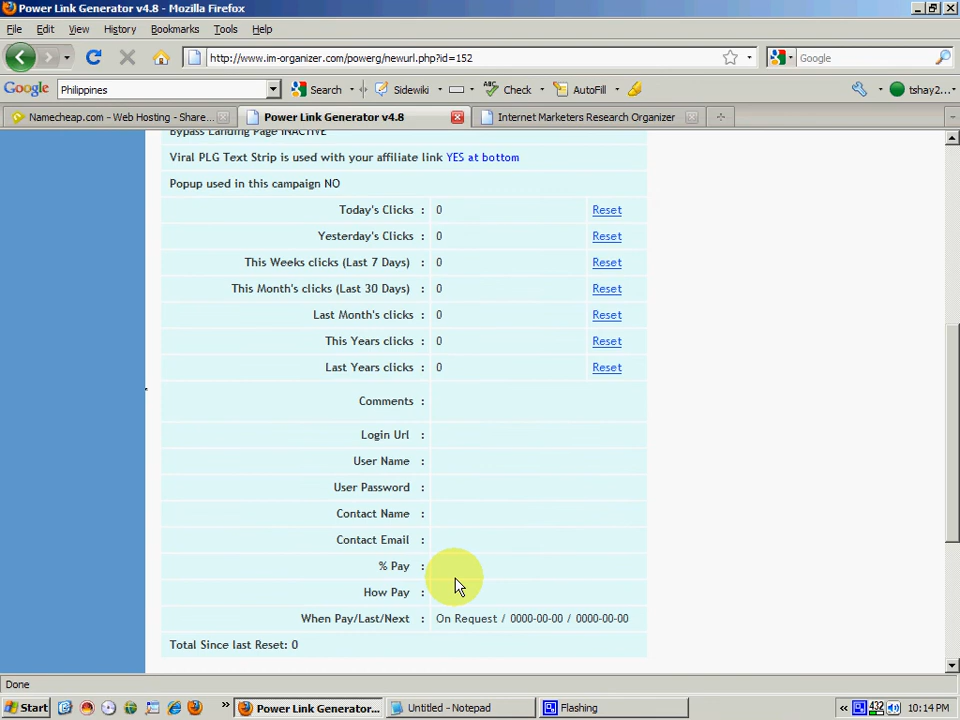 Power Link Generator v4.8 - Mozilla Firefox
File Edit View History Bookmarks Tools Help
http://www.im-organizer.com/powerg/newurl.php?id=152 Google
Google Philippines Search Sidewiki Check AutoFill tshay2...
Namecheap.com - Web Hosting - Share... Power Link Generator v4.8 Internet Marketers Research Organizer
Bypass Landing Page INACTIVE
Viral PLG Text Strip is used with your affiliate link YES at bottom
Popup used in this campaign NO
Today's Clicks : 0 Reset
Yesterday's Clicks : 0 Reset
This Weeks clicks (Last 7 Days) : 0 Reset
This Month's clicks (Last 30 Days) : 0 Reset
Last Month's clicks : 0 Reset
This Years clicks : 0 Reset
Last Years clicks : 0 Reset
Comments :
Login Url :
User Name :
User Password :
Contact Name :
Contact Email :
% Pay :
How Pay :
When Pay/Last/Next : On Request / 0000-00-00 / 0000-00-00
Total Since last Reset: 0
Done
Start Power Link Generator... Untitled - Notepad Flashing 432 10:14 PM